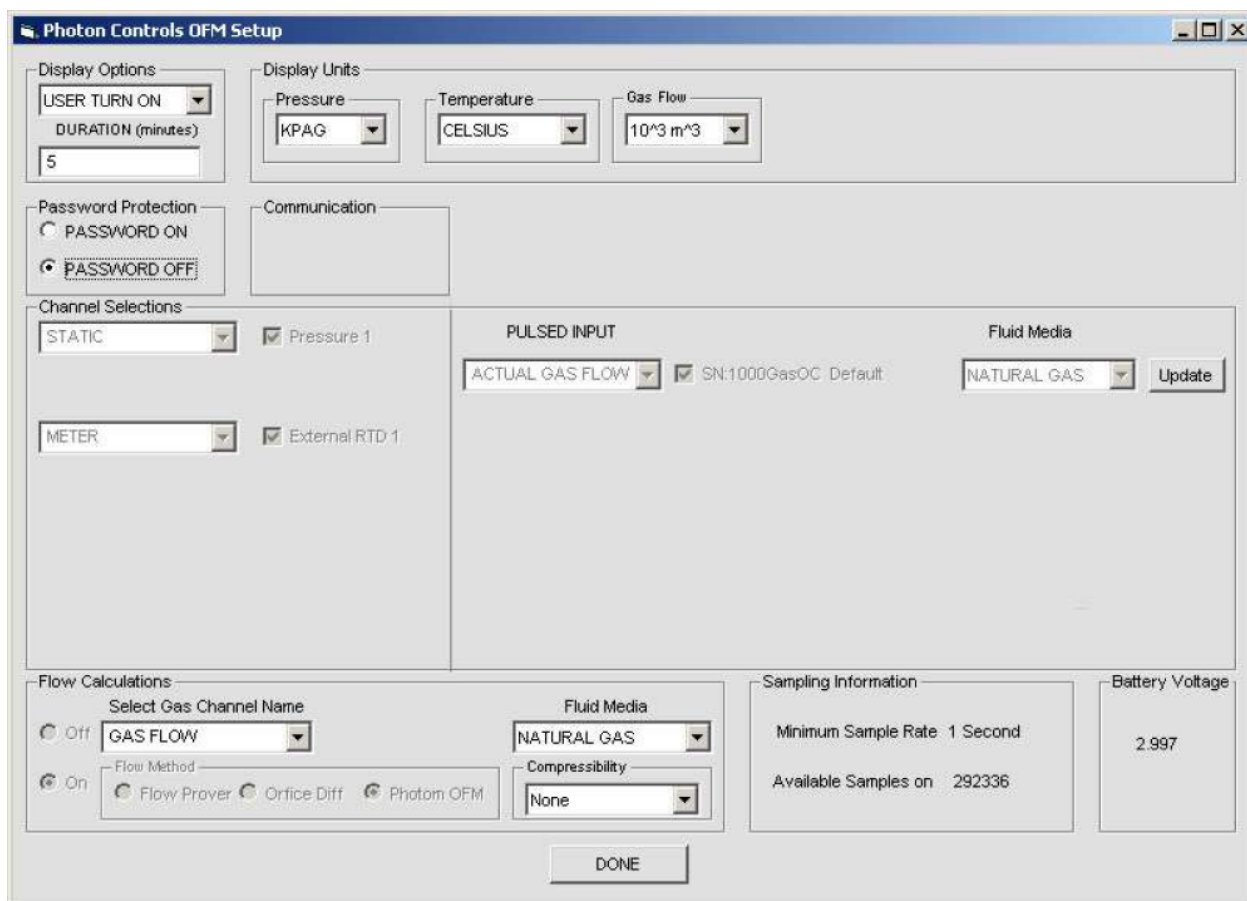 Photon Controls OFM Setup
Display Options
USER TURN ON
DURATION (minutes)
5
Display Units
Pressure
KPAG
Temperature
CELSIUS
Gas Flow
10^3 m^3
Password Protection
PASSWORD ON
PASSWORD OFF
Communication
Channel Selections
STATIC
Pressure 1
METER
External RTD 1
PULSED INPUT
Fluid Media
ACTUAL GAS FLOW
SN:1000GasOC Default
NATURAL GAS
Update
Flow Calculations
Select Gas Channel Name
Fluid Media
Off
GAS FLOW
NATURAL GAS
On
Flow Method
Flow Prover
Orfice Diff
Photom OFM
Compressibility
None
Sampling Information
Minimum Sample Rate 1 Second
Available Samples on 292336
Battery Voltage
2.997
DONE